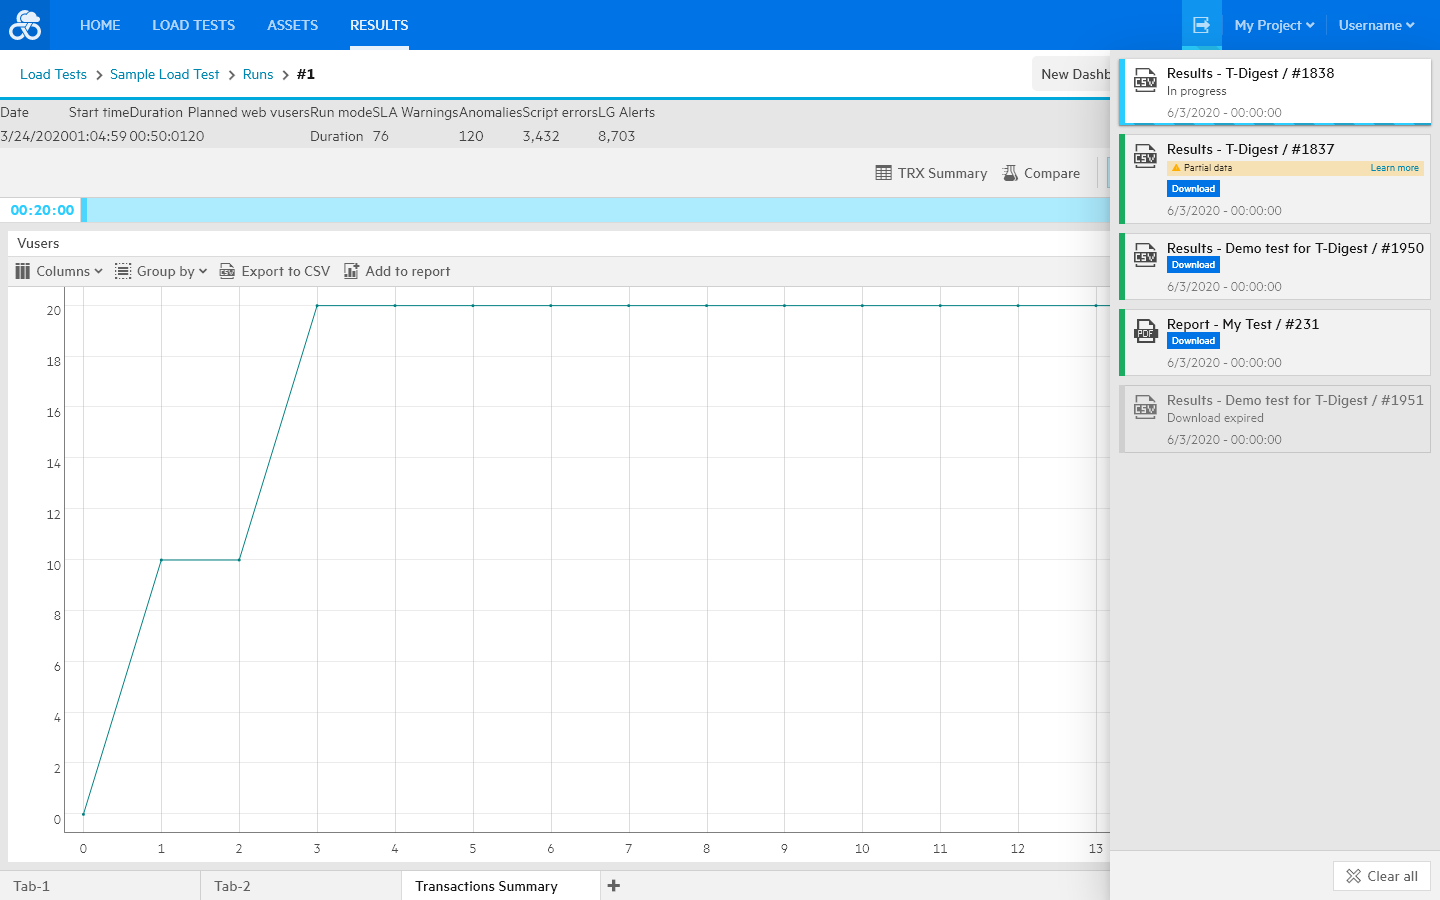 HOME LOAD TESTS ASSETS RESULTS My Project Username
Load Tests > Sample Load Test > Runs > #1 New Dashb
Date Start time Duration Planned web vusers Run mode SLA Warnings Anomalies Script errors LG Alerts
3/24/2020 01:04:59 00:50:01 20 Duration 76 120 3,432 8,703
TRX Summary Compare
00:20:00
Vusers
Columns Group by Export to CSV Add to report
20
18
16
14
12
10
8
6
4
2
0
0 1 2 3 4 5 6 7 8 9 10 11 12 13
Tab-1 Tab-2 Transactions Summary
CSV
Results - T-Digest / #1838
In progress
6/3/2020 - 00:00:00
CSV
Results - T-Digest / #1837
Partial data Learn more
Download
6/3/2020 - 00:00:00
CSV
Results - Demo test for T-Digest / #1950
Download
6/3/2020 - 00:00:00
PDF
Report - My Test / #231
Download
6/3/2020 - 00:00:00
CSV
Results - Demo test for T-Digest / #1951
Download expired
6/3/2020 - 00:00:00
Clear all